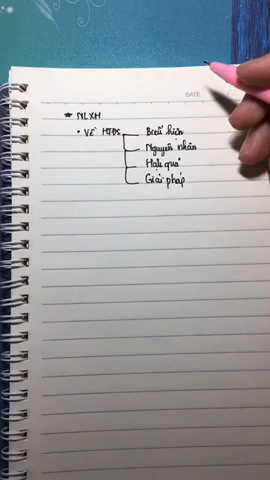 DATE
* NLXH
• Về HTĐS
Biểu hiện
Nguyên nhân
Hậu quả
Giải pháp